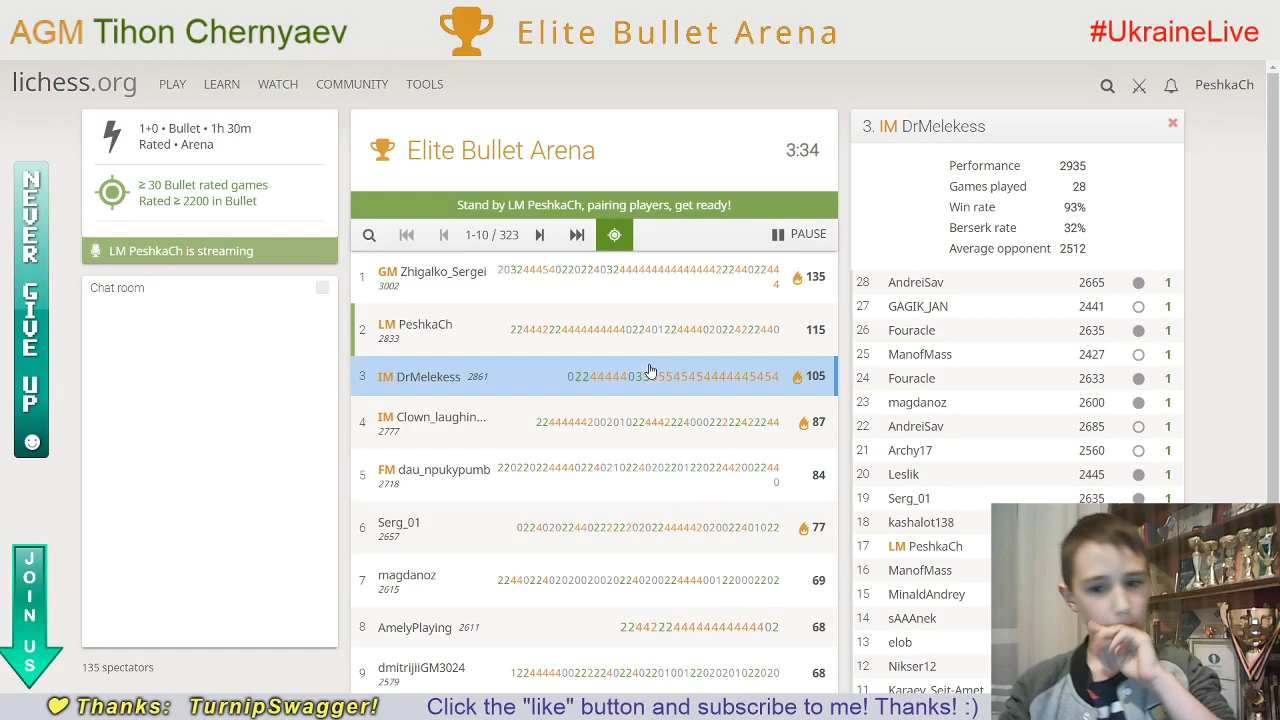 AGM Tihon Chernyaev
Elite Bullet Arena
#UkraineLive
lichess.org
PLAY LEARN WATCH COMMUNITY TOOLS
PeshkaCh
NEVER GIVE UP
JOIN US
1+0 • Bullet • 1h 30m
Rated • Arena
≥ 30 Bullet rated games
Rated ≥ 2200 in Bullet
LM PeshkaCh is streaming
Chat room
135 spectators
Elite Bullet Arena 3:34
Stand by LM PeshkaCh, pairing players, get ready!
1-10 / 323 PAUSE
1 GM Zhigalko_Sergei 135
3002
2 LM PeshkaCh 115
2833
3 IM DrMelekess 2861 105
4 IM Clown_laughin... 87
2777
5 FM dau_npukypumb 84
2718
6 Serg_01 77
2657
7 magdanoz 69
2615
8 AmelyPlaying 2611 22442224444444444402 68
9 dmitrijiiGM3024 68
2579
3. IM DrMelekess
Performance 2935
Games played 28
Win rate 93%
Berserk rate 32%
Average opponent 2512
28 AndreiSav 2665 1
27 GAGIK_JAN 2441 1
26 Fouracle 2635 1
25 ManofMass 2427 1
24 Fouracle 2633 1
23 magdanoz 2600 1
22 AndreiSav 2685 1
21 Archy17 2560 1
20 Leslik 2445 1
19 Serg_01 2635 1
18 kashalot138
17 LM PeshkaCh
16 ManofMass
15 MinaldAndrey
14 sAAAnek
13 elob
12 Nikser12
11 Karaev_Seit-Amet
Thanks: TurnipSwagger!
Click the "like" button and subscribe to me! Thanks! :)